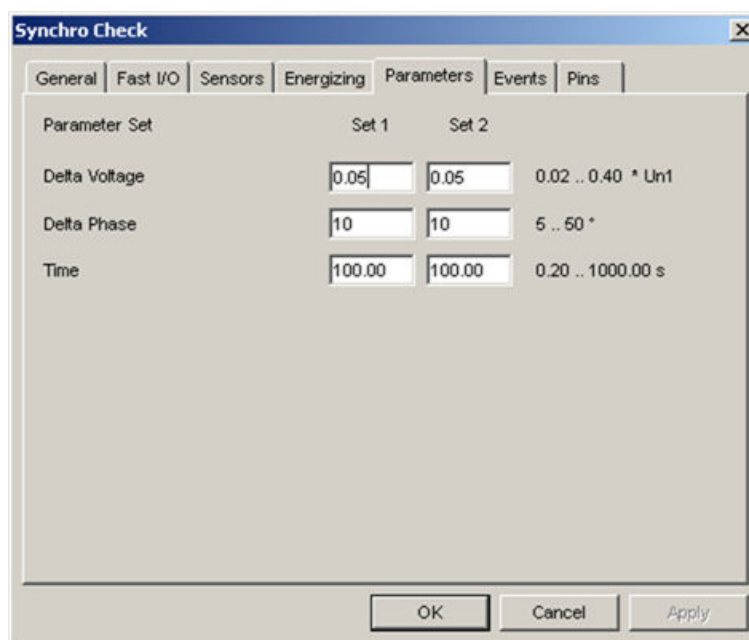 Synchro Check
General Fast I/O Sensors Energizing Parameters Events Pins
Parameter Set Set 1 Set 2
Delta Voltage 0.05 0.05 0.02 .. 0.40 * Un1
Delta Phase 10 10 5 .. 50 °
Time 100.00 100.00 0.20 .. 1000.00 s
OK Cancel Apply